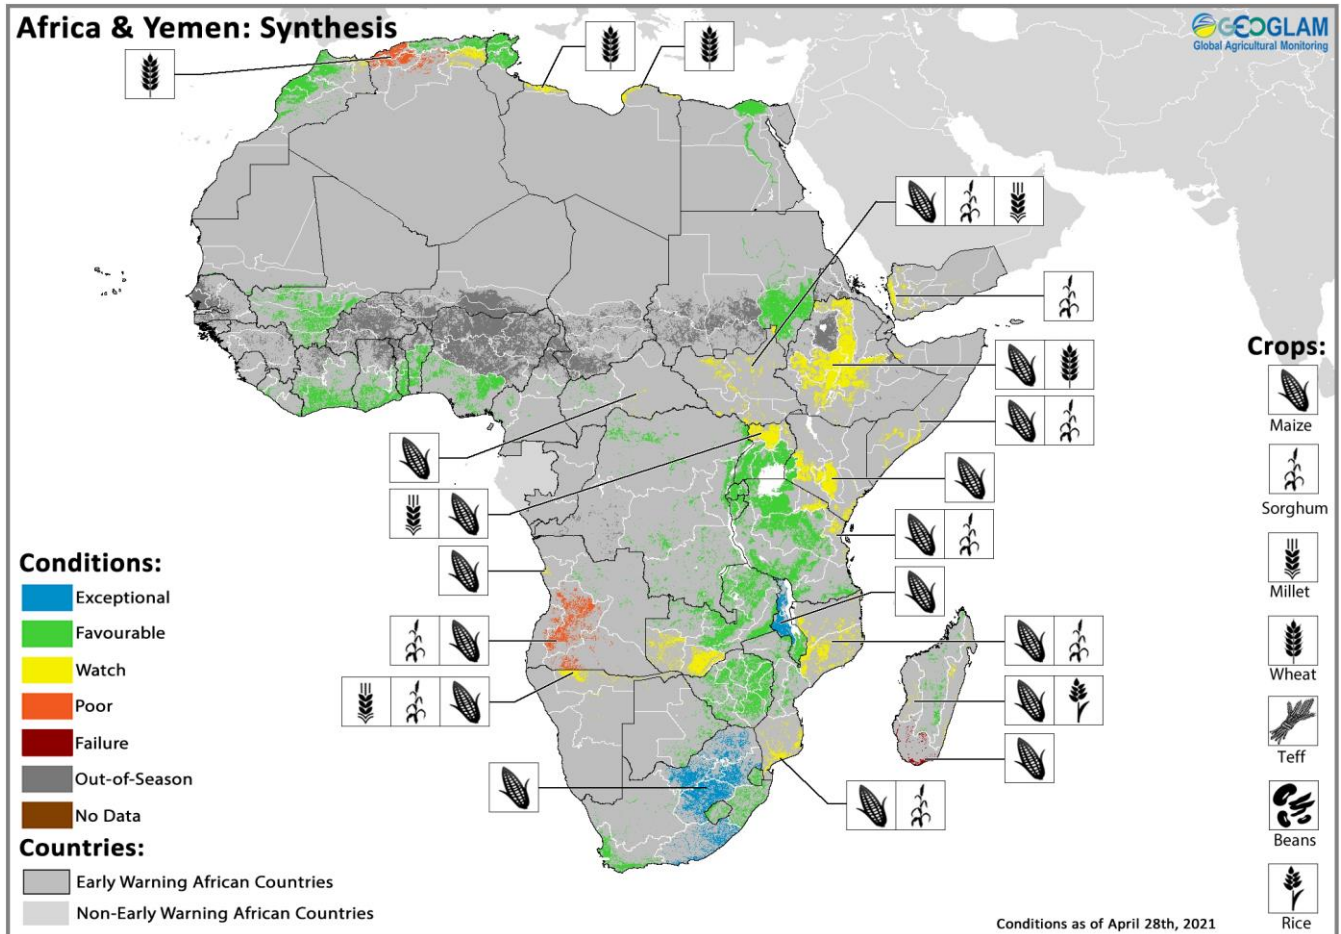 Africa & Yemen: Synthesis
GEOGLAM
Global Agricultural Monitoring
Crops:
Maize
Sorghum
Millet
Wheat
Teff
Beans
Rice
Conditions:
Exceptional
Favourable
Watch
Poor
Failure
Out-of-Season
No Data
Countries:
Early Warning African Countries
Non-Early Warning African Countries
Conditions as of April 28th, 2021